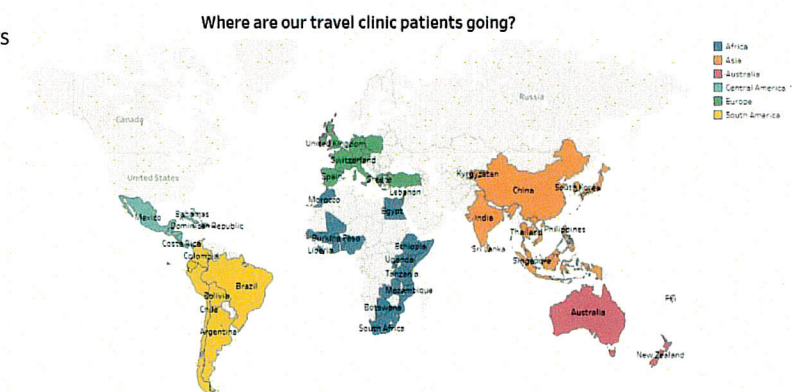 Where are our travel clinic patients going?
s
Africa
Asia
Australia
Central America
Europe
South America
Canada
Russia
United Kingdom
Switzerland
United States
Spain
Greece
Kyrgyzstan
China
South Korea
Lebanon
Morocco
Mexico
Bahamas
Egypt
India
Dominican Republic
Thailand
Philippines
Costa Rica
Burkina Faso
Ethiopia
Liberia
Sri Lanka
Colombia
Uganda
Singapore
Tanzania
Brazil
Mozambique
Bolivia
Fiji
Chile
Botswana
Australia
Argentina
South Africa
New Zealand